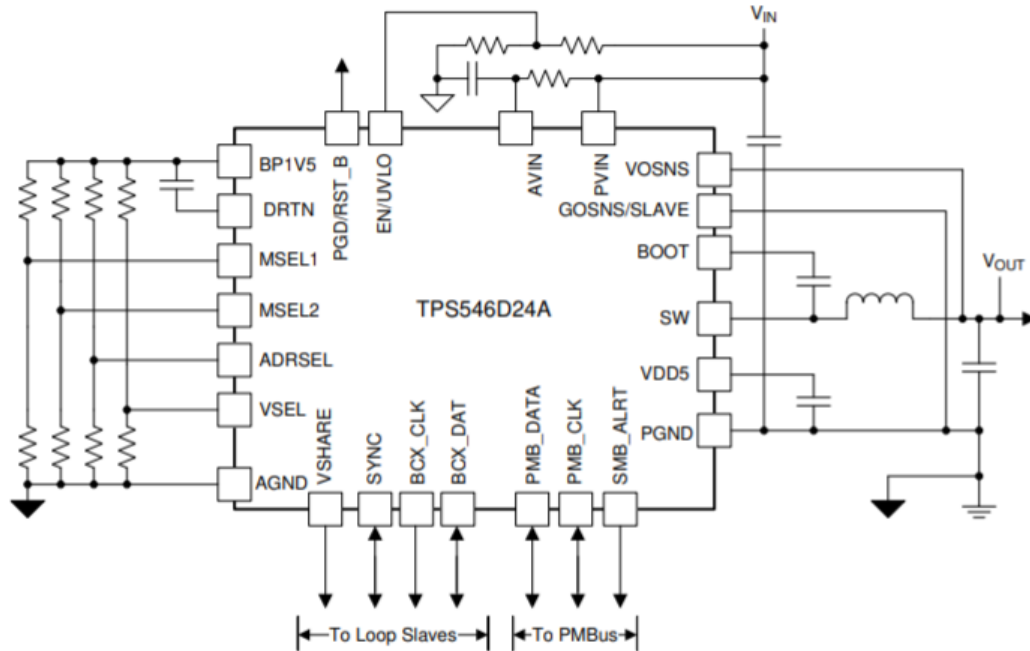 VIN
PGD/RST_B
EN/UVLO
AVIN
PVIN
BP1V5
DRTN
MSEL1
MSEL2
ADRSEL
VSEL
AGND
TPS546D24A
VOSNS
GOSNS/SLAVE
BOOT
SW
VDD5
PGND
VOUT
VSHARE
SYNC
BCX_CLK
BCX_DAT
PMB_DATA
PMB_CLK
SMB_ALRT
To Loop Slaves
To PMBus